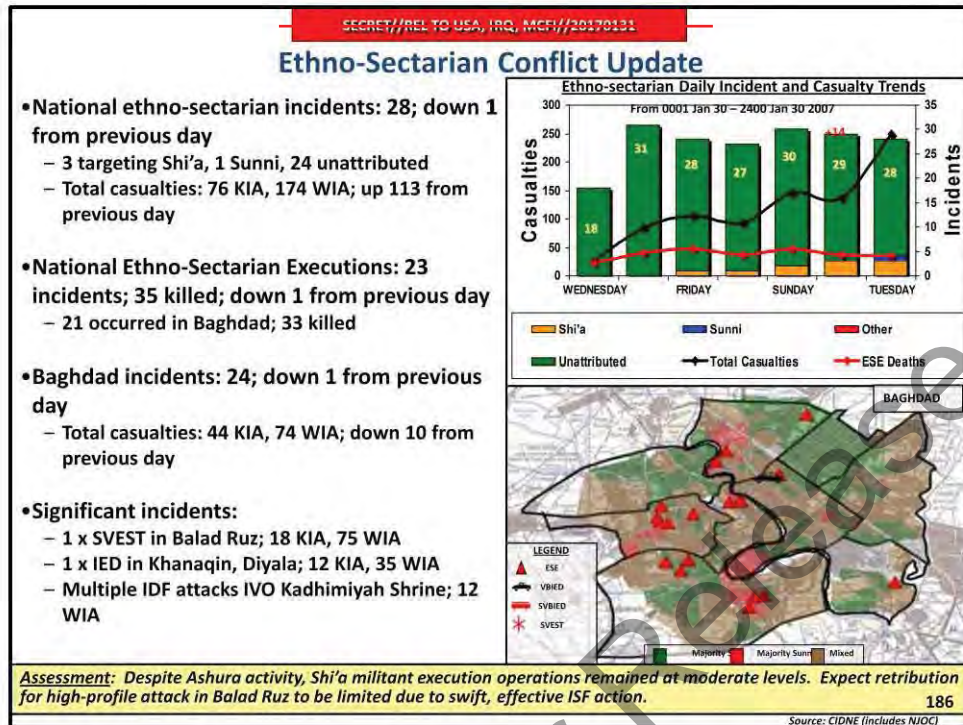 SECRET//REL TO USA, IRQ, MCFI//20170131
Ethno-Sectarian Conflict Update
•National ethno-sectarian incidents: 28; down 1
from previous day
– 3 targeting Shi'a, 1 Sunni, 24 unattributed
– Total casualties: 76 KIA, 174 WIA; up 113 from
previous day
•National Ethno-Sectarian Executions: 23
incidents; 35 killed; down 1 from previous day
– 21 occurred in Baghdad; 33 killed
•Baghdad incidents: 24; down 1 from previous
day
– Total casualties: 44 KIA, 74 WIA; down 10 from
previous day
•Significant incidents:
– 1 x SVEST in Balad Ruz; 18 KIA, 75 WIA
– 1 x IED in Khanaqin, Diyala; 12 KIA, 35 WIA
– Multiple IDF attacks IVO Kadhimiyah Shrine; 12
WIA
Ethno-sectarian Daily Incident and Casualty Trends
From 0001 Jan 30 – 2400 Jan 30 2007
Casualties
300
250
200
150
100
50
0
18
31
28
27
30
+14
29
28
35
30
25
20
15
10
5
0
Incidents
WEDNESDAY FRIDAY SUNDAY TUESDAY
Shi'a Sunni Other
Unattributed Total Casualties ESE Deaths
BAGHDAD
LEGEND
ESE
VBIED
SVBIED
SVEST
Majority Majority Sunn Mixed
Release
Assessment: Despite Ashura activity, Shi'a militant execution operations remained at moderate levels. Expect retribution
for high-profile attack in Balad Ruz to be limited due to swift, effective ISF action.
186
Source: CIDNE (includes NJOC)